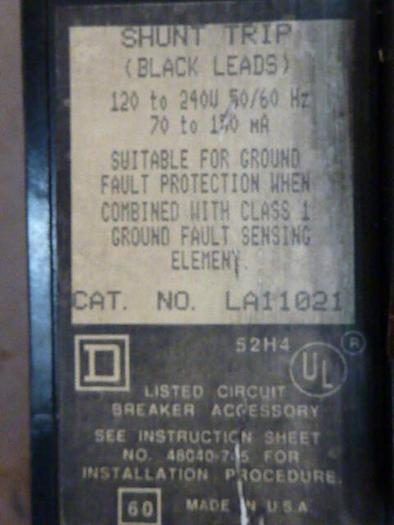 SHUNT TRIP
(BLACK LEADS)
120 to 240V 50/60 Hz
70 to 150 mA
SUITABLE FOR GROUND
FAULT PROTECTION WHEN
COMBINED WITH CLASS 1
GROUND FAULT SENSING
ELEMENT.
CAT. NO. LA11021
D
52H4
UL ®
LISTED CIRCUIT
BREAKER ACCESSORY
SEE INSTRUCTION SHEET
NO. FOR
INSTALLATION PROCEDURE.
60
MADE IN U.S.A.